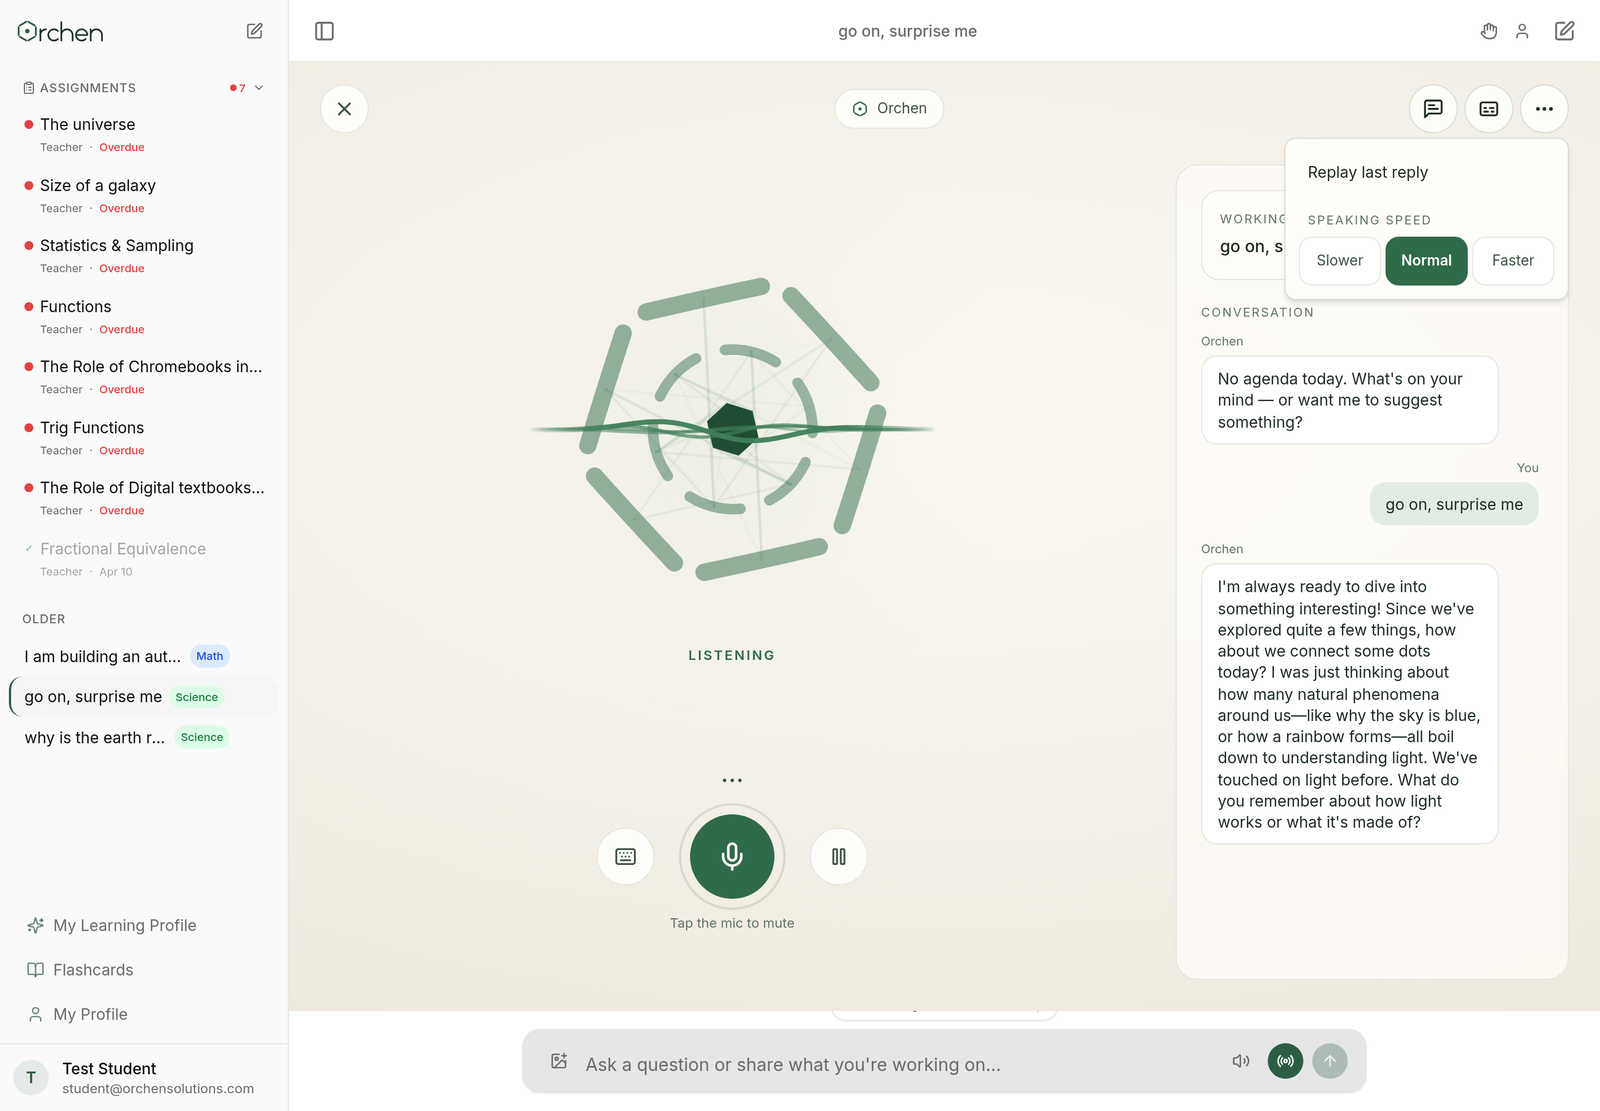 Orchen
ASSIGNMENTS
7
The universe
Teacher · Overdue
Size of a galaxy
Teacher · Overdue
Statistics & Sampling
Teacher · Overdue
Functions
Teacher · Overdue
The Role of Chromebooks in...
Teacher · Overdue
Trig Functions
Teacher · Overdue
The Role of Digital textbooks...
Teacher · Overdue
Fractional Equivalence
Teacher · Apr 10
OLDER
I am building an aut... Math
go on, surprise me Science
why is the earth r... Science
My Learning Profile
Flashcards
My Profile
T
Test Student
student@orchensolutions.com
go on, surprise me
Orchen
LISTENING
Tap the mic to mute
Replay last reply
SPEAKING SPEED
Slower Normal Faster
WORKING
go on, s
CONVERSATION
Orchen
No agenda today. What's on your
mind — or want me to suggest
something?
You
go on, surprise me
Orchen
I'm always ready to dive into
something interesting! Since we've
explored quite a few things, how
about we connect some dots
today? I was just thinking about
how many natural phenomena
around us—like why the sky is blue,
or how a rainbow forms—all boil
down to understanding light. We've
touched on light before. What do
you remember about how light
works or what it's made of?
Ask a question or share what you're working on...